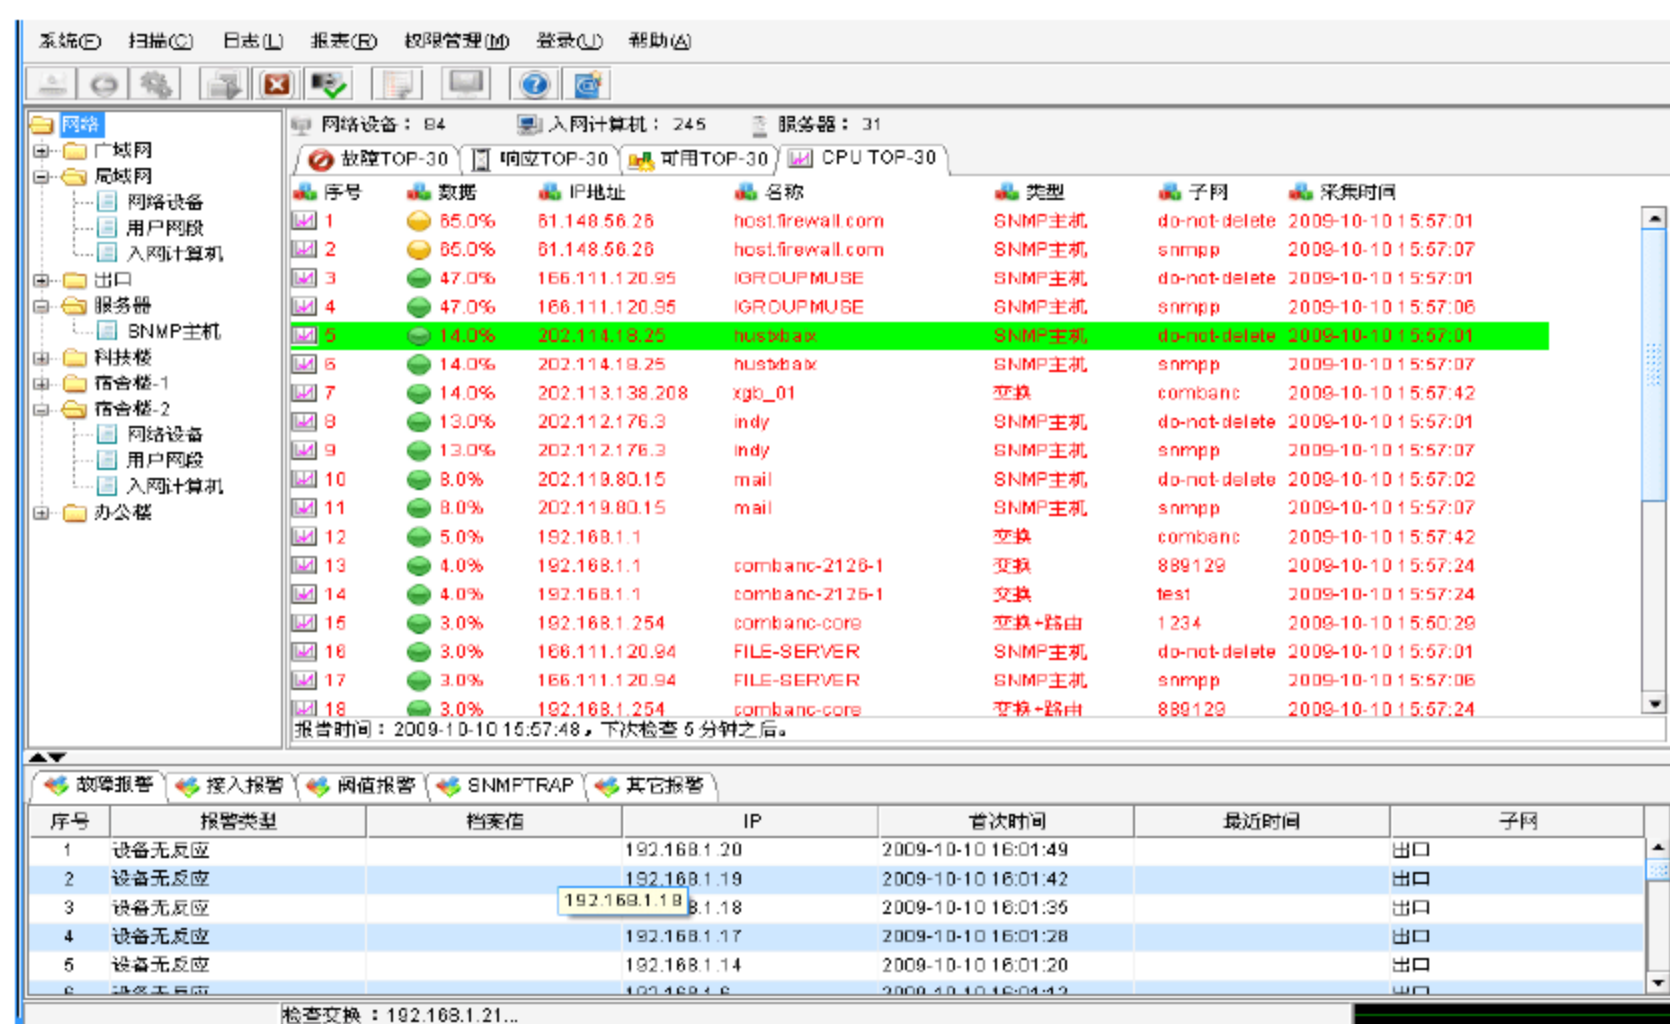 系统(F) 扫描(C) 日志(L) 报表(R) 权限管理(M) 登录(U) 帮助(A)
网络 网络设备： 84 入网计算机： 245 服务器： 31
广域网 故障TOP-30 响应TOP-30 可用TOP-30 CPU TOP-30
局域网 序号 数据 IP地址 名称 类型 子网 采集时间
网络设备 1 65.0% 61.148.56.26 host.firewall.com SNMP主机 do-not-delete 2009-10-10 15:57:01
用户网段 2 65.0% 61.148.56.26 host.firewall.com SNMP主机 snmpp 2009-10-10 15:57:07
入网计算机 3 47.0% 166.111.120.95 IGROUPMUSE SNMP主机 do-not-delete 2009-10-10 15:57:01
出口 4 47.0% 166.111.120.95 IGROUPMUSE SNMP主机 snmpp 2009-10-10 15:57:06
服务器 5 14.0% 202.114.18.25 SNMP主机 do-not-delete 2009-10-10 15:57:01
SNMP主机 6 14.0% 202.114.18.25 SNMP主机 snmpp 2009-10-10 15:57:07
科技楼 7 14.0% 202.113.138.208 xgb_01 交换 combanc 2009-10-10 15:57:42
宿舍楼-1 8 13.0% 202.112.176.3 indy SNMP主机 do-not-delete 2009-10-10 15:57:01
宿舍楼-2 9 13.0% 202.112.176.3 indy SNMP主机 snmpp 2009-10-10 15:57:07
网络设备 10 8.0% 202.119.80.15 mail SNMP主机 do-not-delete 2009-10-10 15:57:02
用户网段 11 8.0% 202.119.80.15 mail SNMP主机 snmpp 2009-10-10 15:57:07
入网计算机 12 5.0% 192.168.1.1 交换 combanc 2009-10-10 15:57:42
办公楼 13 4.0% 192.168.1.1 combanc-2126-1 交换 889129 2009-10-10 15:57:24
14 4.0% 192.168.1.1 combanc-2126-1 交换 test 2009-10-10 15:57:24
15 3.0% 192.168.1.254 combanc-core 交换+路由 1234 2009-10-10 15:50:29
16 3.0% 166.111.120.94 FILE-SERVER SNMP主机 do-not-delete 2009-10-10 15:57:01
17 3.0% 166.111.120.94 FILE-SERVER SNMP主机 snmpp 2009-10-10 15:57:06
18 3.0% 192.168.1.254 combanc-core 交换+路由 889129 2009-10-10 15:57:24
报告时间：2009-10-10 15:57:48，下次检查 5 分钟之后。
故障报警 接入报警 阈值报警 SNMPTRAP 其它报警
序号 报警类型 档案值 IP 首次时间 最近时间 子网
1 设备无反应 192.168.1.20 2009-10-10 16:01:49 出口
2 设备无反应 192.168.1.19 2009-10-10 16:01:42 出口
192.168.1.18
3 设备无反应 8.1.18 2009-10-10 16:01:35 出口
4 设备无反应 192.168.1.17 2009-10-10 16:01:28 出口
5 设备无反应 192.168.1.14 2009-10-10 16:01:20 出口
检查交换 ：192.168.1.21...